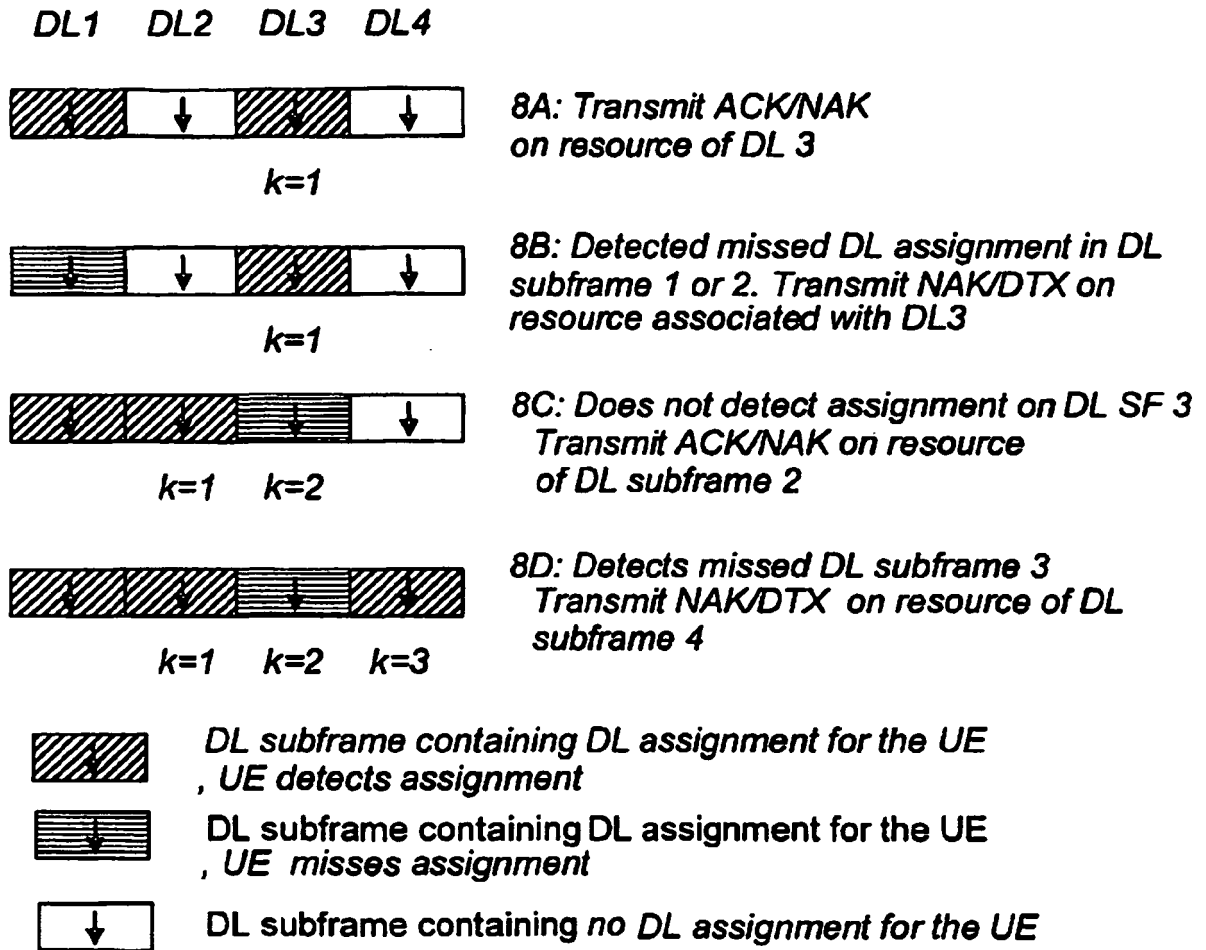 DL1 DL2 DL3 DL4
8A: Transmit ACK/NAK
on resource of DL 3
k=1
8B: Detected missed DL assignment in DL
subframe 1 or 2. Transmit NAK/DTX on
resource associated with DL3
k=1
8C: Does not detect assignment on DL SF 3
Transmit ACK/NAK on resource
of DL subframe 2
k=1 k=2
8D: Detects missed DL subframe 3
Transmit NAK/DTX on resource of DL
subframe 4
k=1 k=2 k=3
DL subframe containing DL assignment for the UE
, UE detects assignment
DL subframe containing DL assignment for the UE
, UE misses assignment
DL subframe containing no DL assignment for the UE